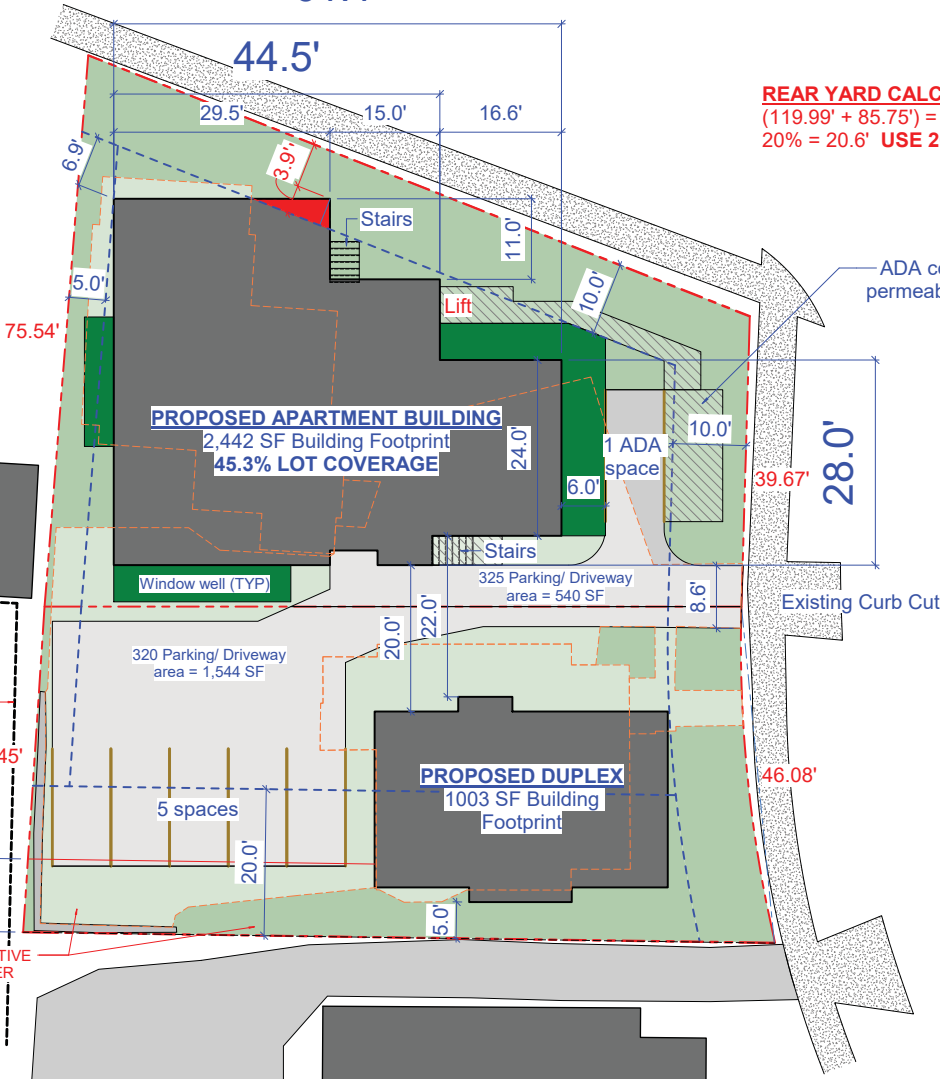 44.5'
REAR YARD CALC
(119.99' + 85.75') =
20% = 20.6' USE 2
29.5'
15.0'
16.6'
6.9'
3.9'
Stairs
11.0'
ADA
permeab
5.0'
Lift
10.0'
75.54'
PROPOSED APARTMENT BUILDING
2,442 SF Building Footprint
45.3% LOT COVERAGE
24.0'
1 ADA
space
10.0'
6.0'
39.67'
28.0'
Stairs
Window well (TYP)
325 Parking/ Driveway
area = 540 SF
8.6'
Existing Curb Cut
20.0'
22.0'
320 Parking/ Driveway
area = 1,544 SF
45'
PROPOSED DUPLEX
1003 SF Building
Footprint
46.08'
5 spaces
20.0'
5.0'
TIVE
ER